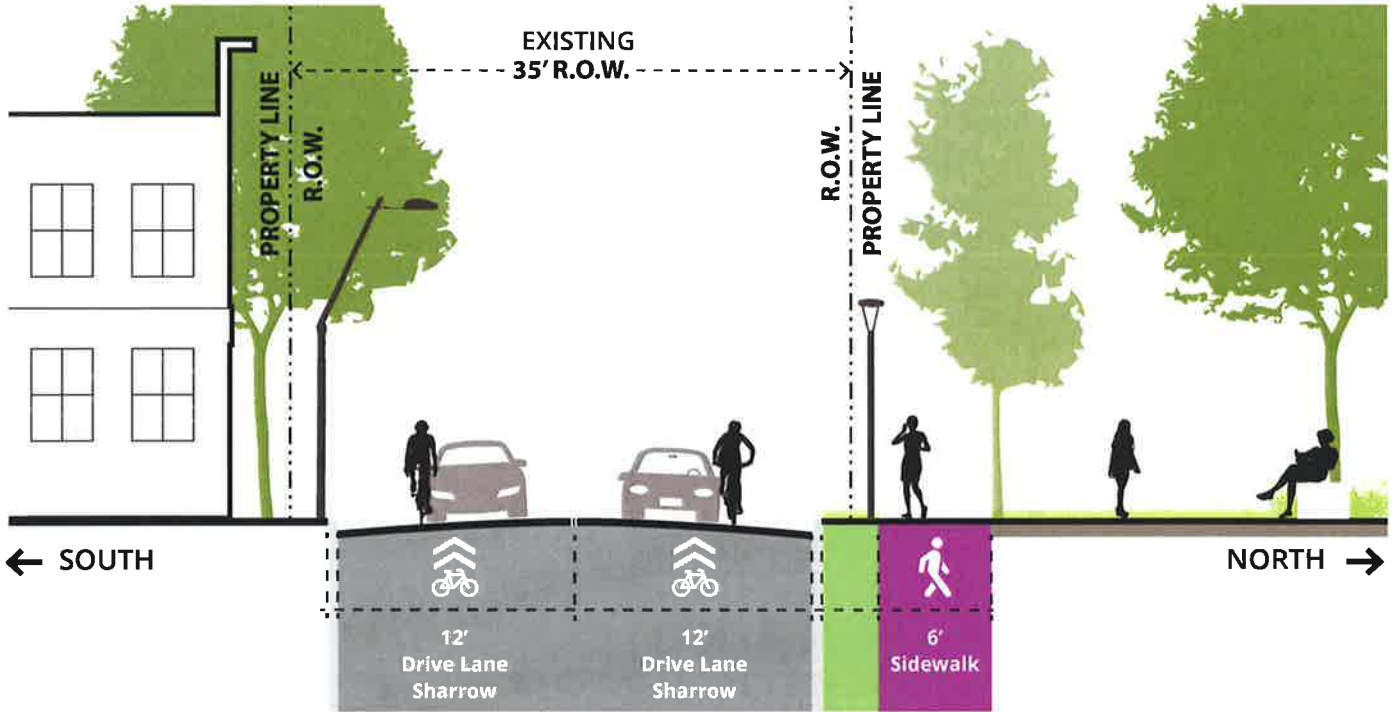 EXISTING
35' R.O.W.
PROPERTY LINE
R.O.W.
R.O.W.
PROPERTY LINE
← SOUTH
NORTH →
12'
Drive Lane
Sharrow
12'
Drive Lane
Sharrow
6'
Sidewalk